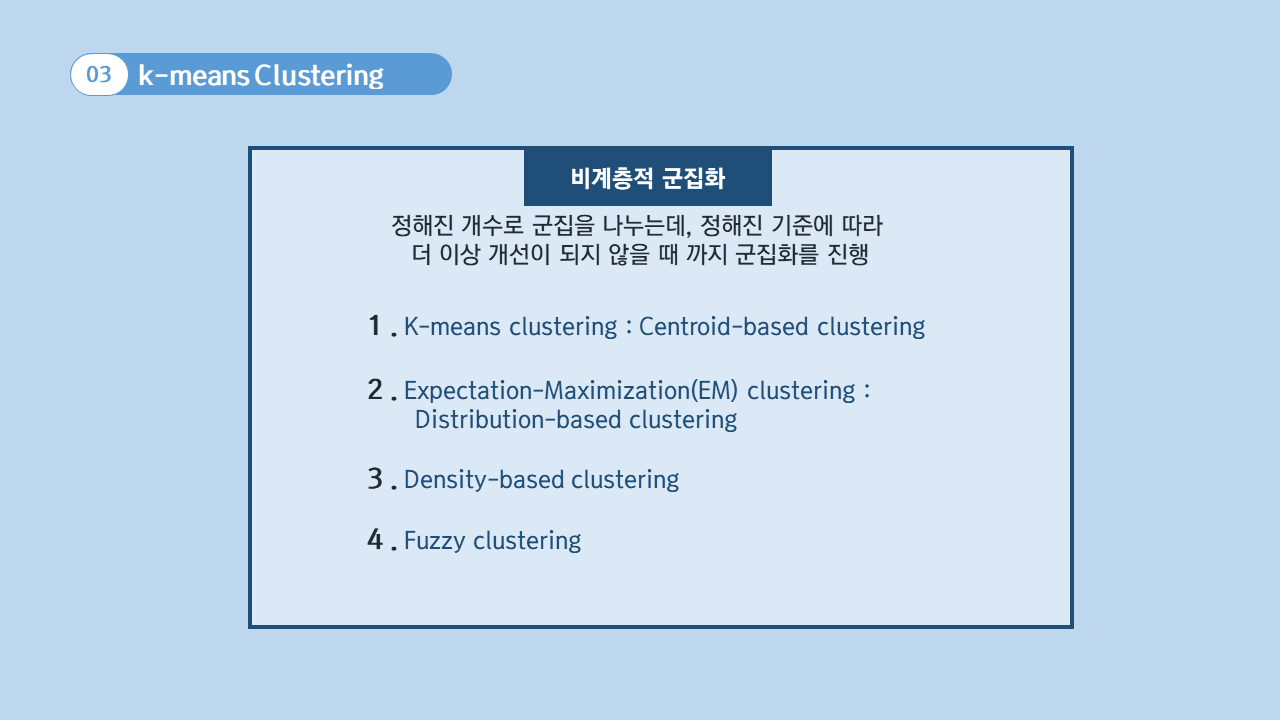 03 k-means Clustering
비계층적 군집화
정해진 개수로 군집을 나누는데, 정해진 기준에 따라
더 이상 개선이 되지 않을 때 까지 군집화를 진행
1 . K-means clustering : Centroid-based clustering
2 . Expectation-Maximization(EM) clustering :
Distribution-based clustering
3 . Density-based clustering
4 . Fuzzy clustering